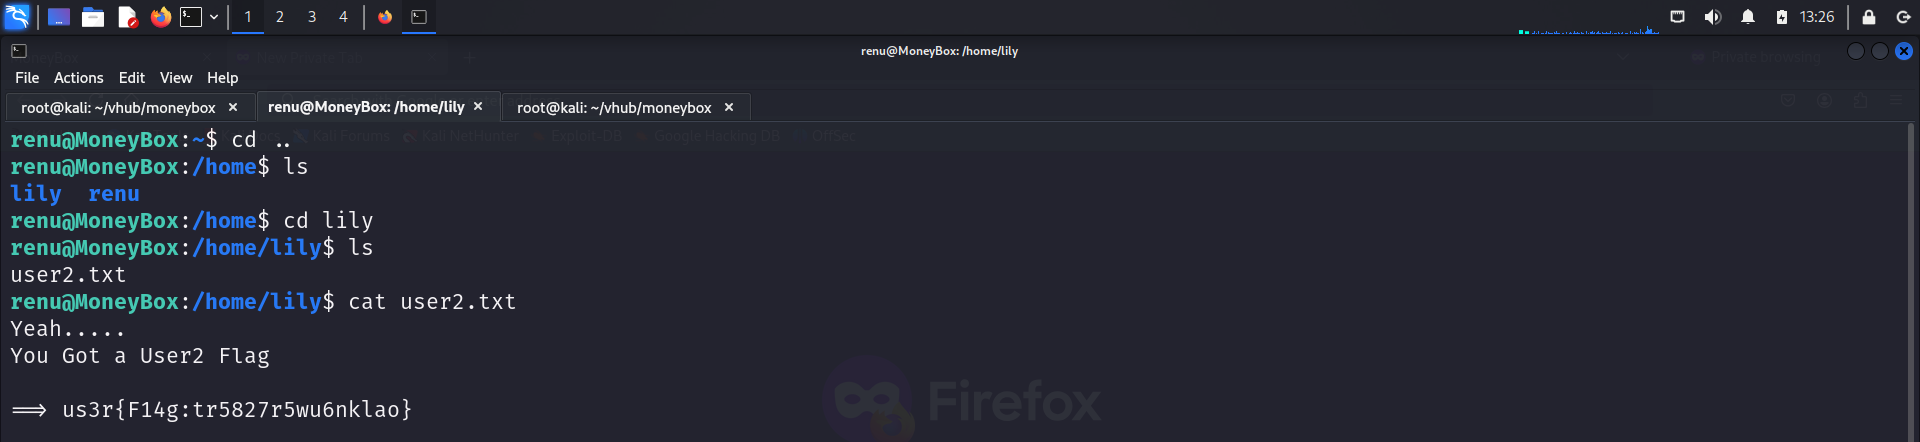 1 2 3 4 13:26
renu@MoneyBox: /home/lily
File Actions Edit View Help
root@kali: ~/vhub/moneybox × renu@MoneyBox: /home/lily × root@kali: ~/vhub/moneybox ×
renu@MoneyBox:~$ cd ..
renu@MoneyBox:/home$ ls
lily renu
renu@MoneyBox:/home$ cd lily
renu@MoneyBox:/home/lily$ ls
user2.txt
renu@MoneyBox:/home/lily$ cat user2.txt
Yeah.....
You Got a User2 Flag
==> us3r{F14g:tr5827r5wu6nklao}
Firefox